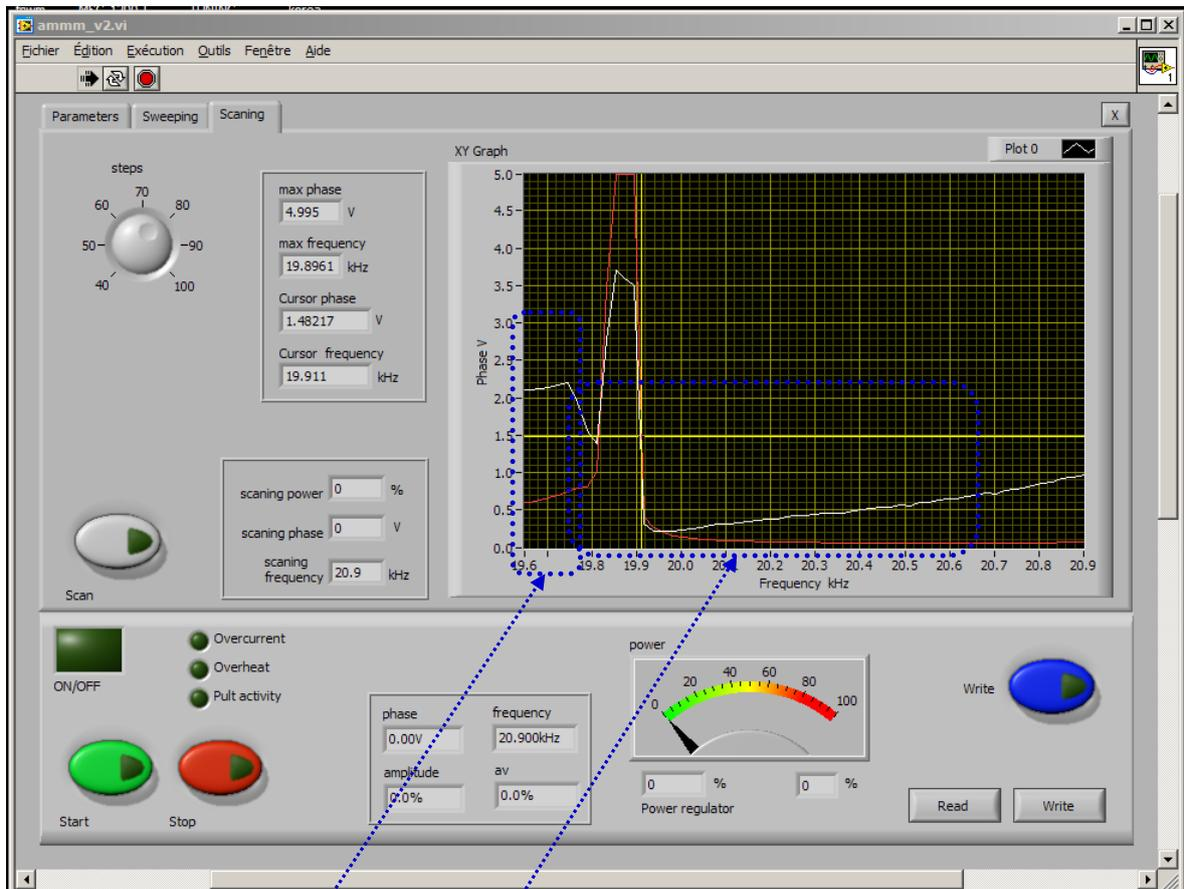 ammm_v2.vi
Fichier Édition Exécution Outils Fenêtre Aide
1
Parameters Sweeping Scaning
X
steps
40 50 60 70 80 90 100
max phase
4.995 V
max frequency
19.8961 kHz
Cursor phase
1.48217 V
Cursor frequency
19.911 kHz
scaning power 0 %
scaning phase 0 V
scaning
frequency 20.9 kHz
Scan
XY Graph
Plot 0
Phase V
5.0
4.5
4.0
3.5
3.0
2.5
2.0
1.5
1.0
0.5
0.0
19.6 19.8 19.9 20.0 20.1 20.2 20.3 20.4 20.5 20.6 20.7 20.8 20.9
Frequency kHz
ON/OFF
Overcurrent
Overheat
Pult activity
Start Stop
phase frequency
0.00V 20.900kHz
amplitude av
0.0% 0.0%
power
0 20 40 60 80 100
0 % 0 %
Power regulator
Write
Read Write